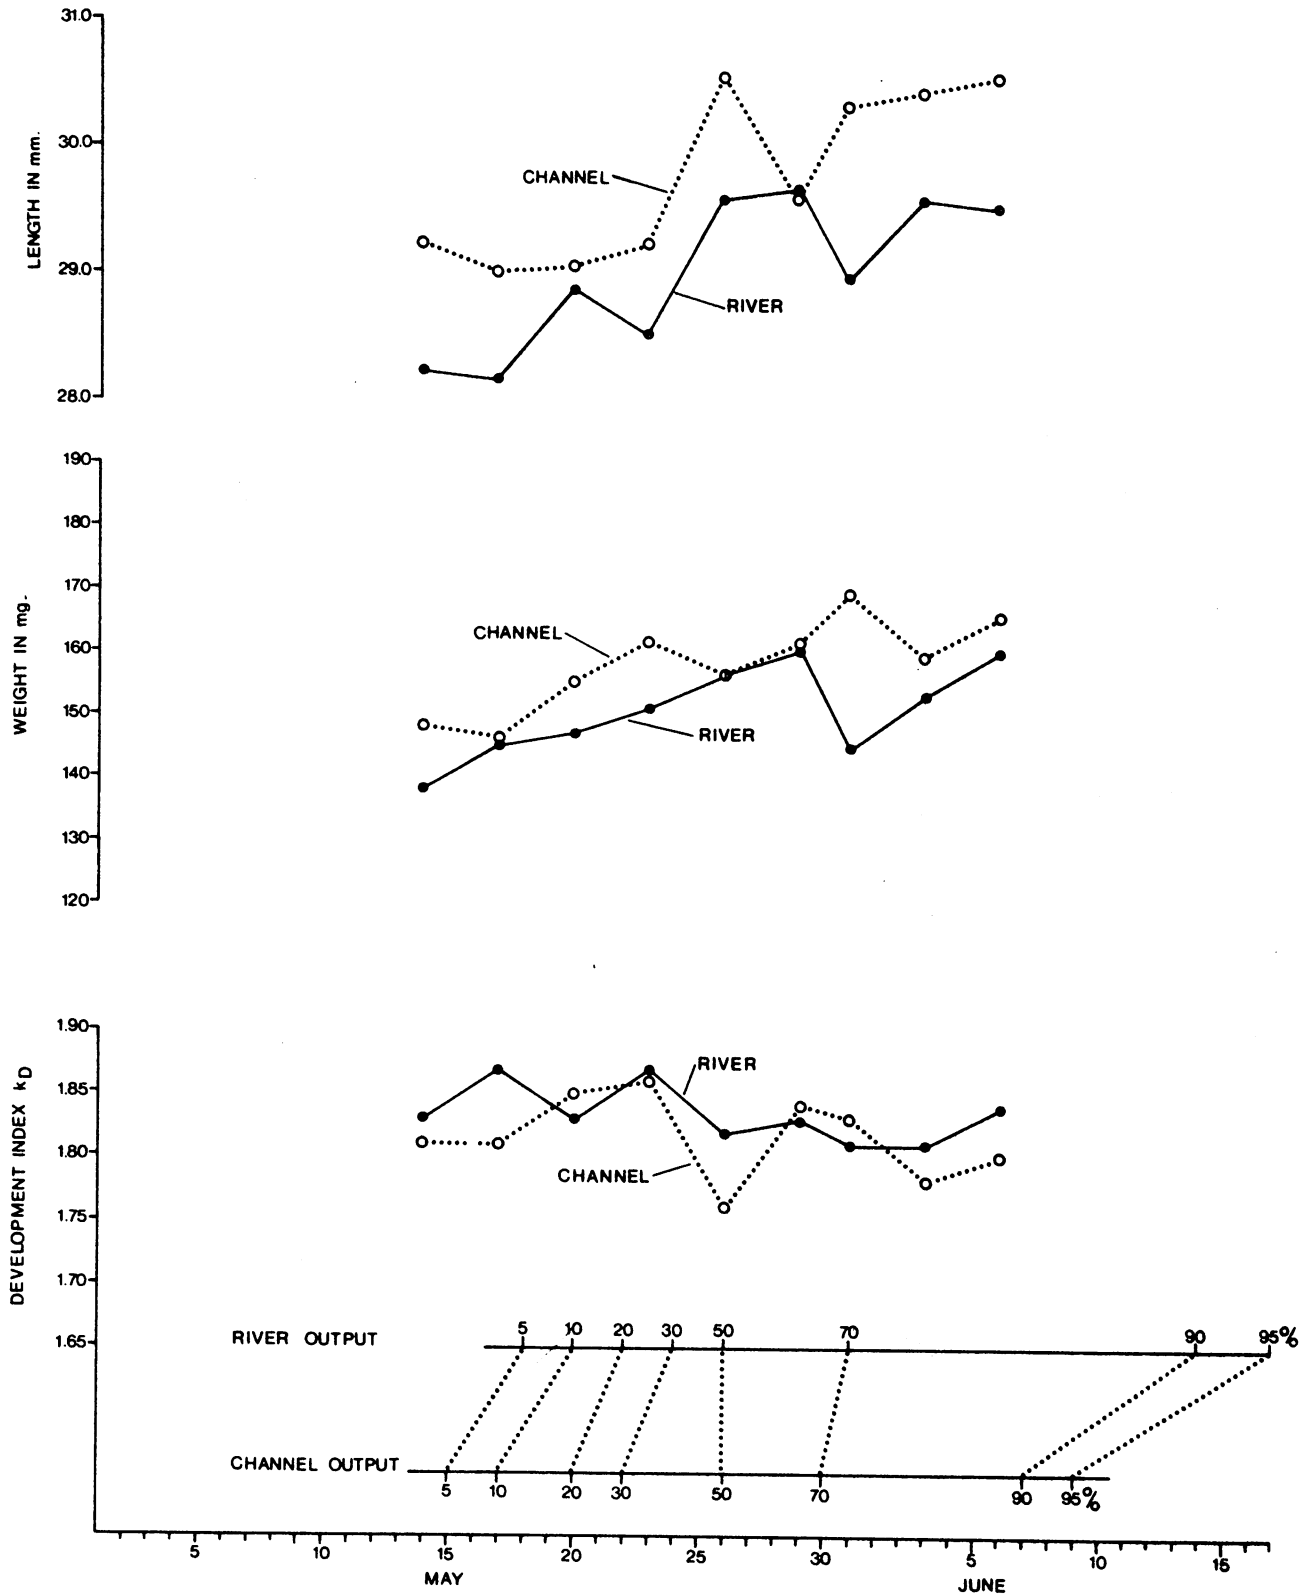 31.0
30.0
29.0
28.0
LENGTH IN mm.
CHANNEL
RIVER
190
180
170
160
150
140
130
120
WEIGHT IN mg.
CHANNEL
RIVER
1.90
1.85
1.80
1.75
1.70
1.65
DEVELOPMENT INDEX kD
RIVER
CHANNEL
RIVER OUTPUT
5 10 20 30 50 70 90 95%
CHANNEL OUTPUT
5 10 20 30 50 70 90 95%
5 10 15 20 25 30 5 10 15
MAY JUNE